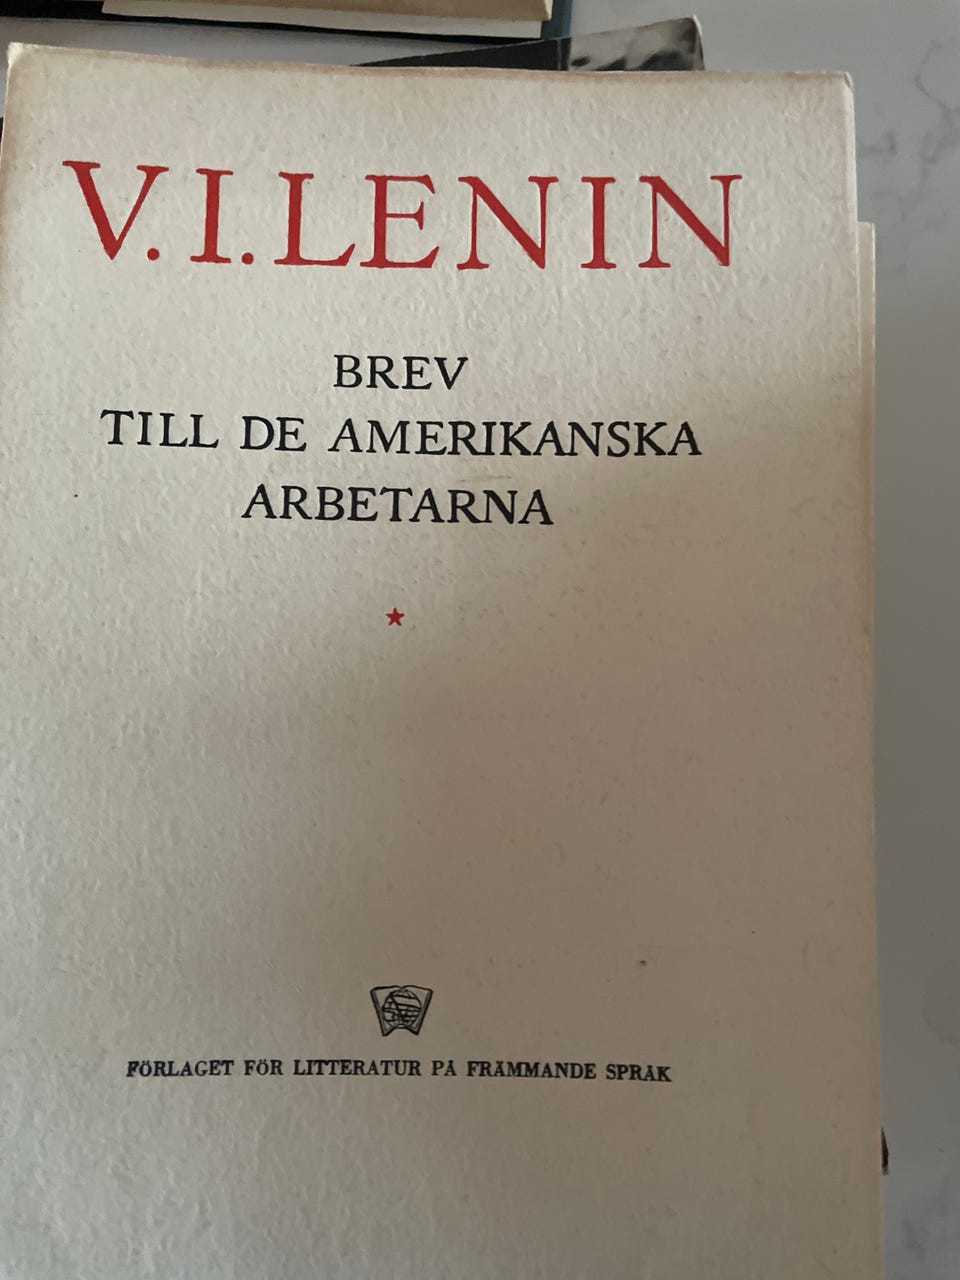 V. I. LENIN
BREV
TILL DE AMERIKANSKA
ARBETARNA
FÖRLAGET FÖR LITTERATUR PÅ FRÄMMANDE SPRÅK